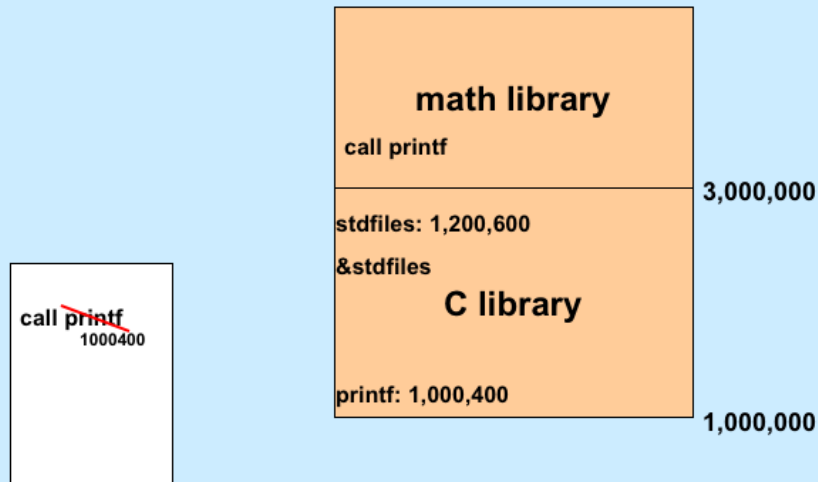 math library
call printf
3,000,000
stdfiles: 1,200,600
&stdfiles
C library
call printf
1000400
printf: 1,000,400
1,000,000